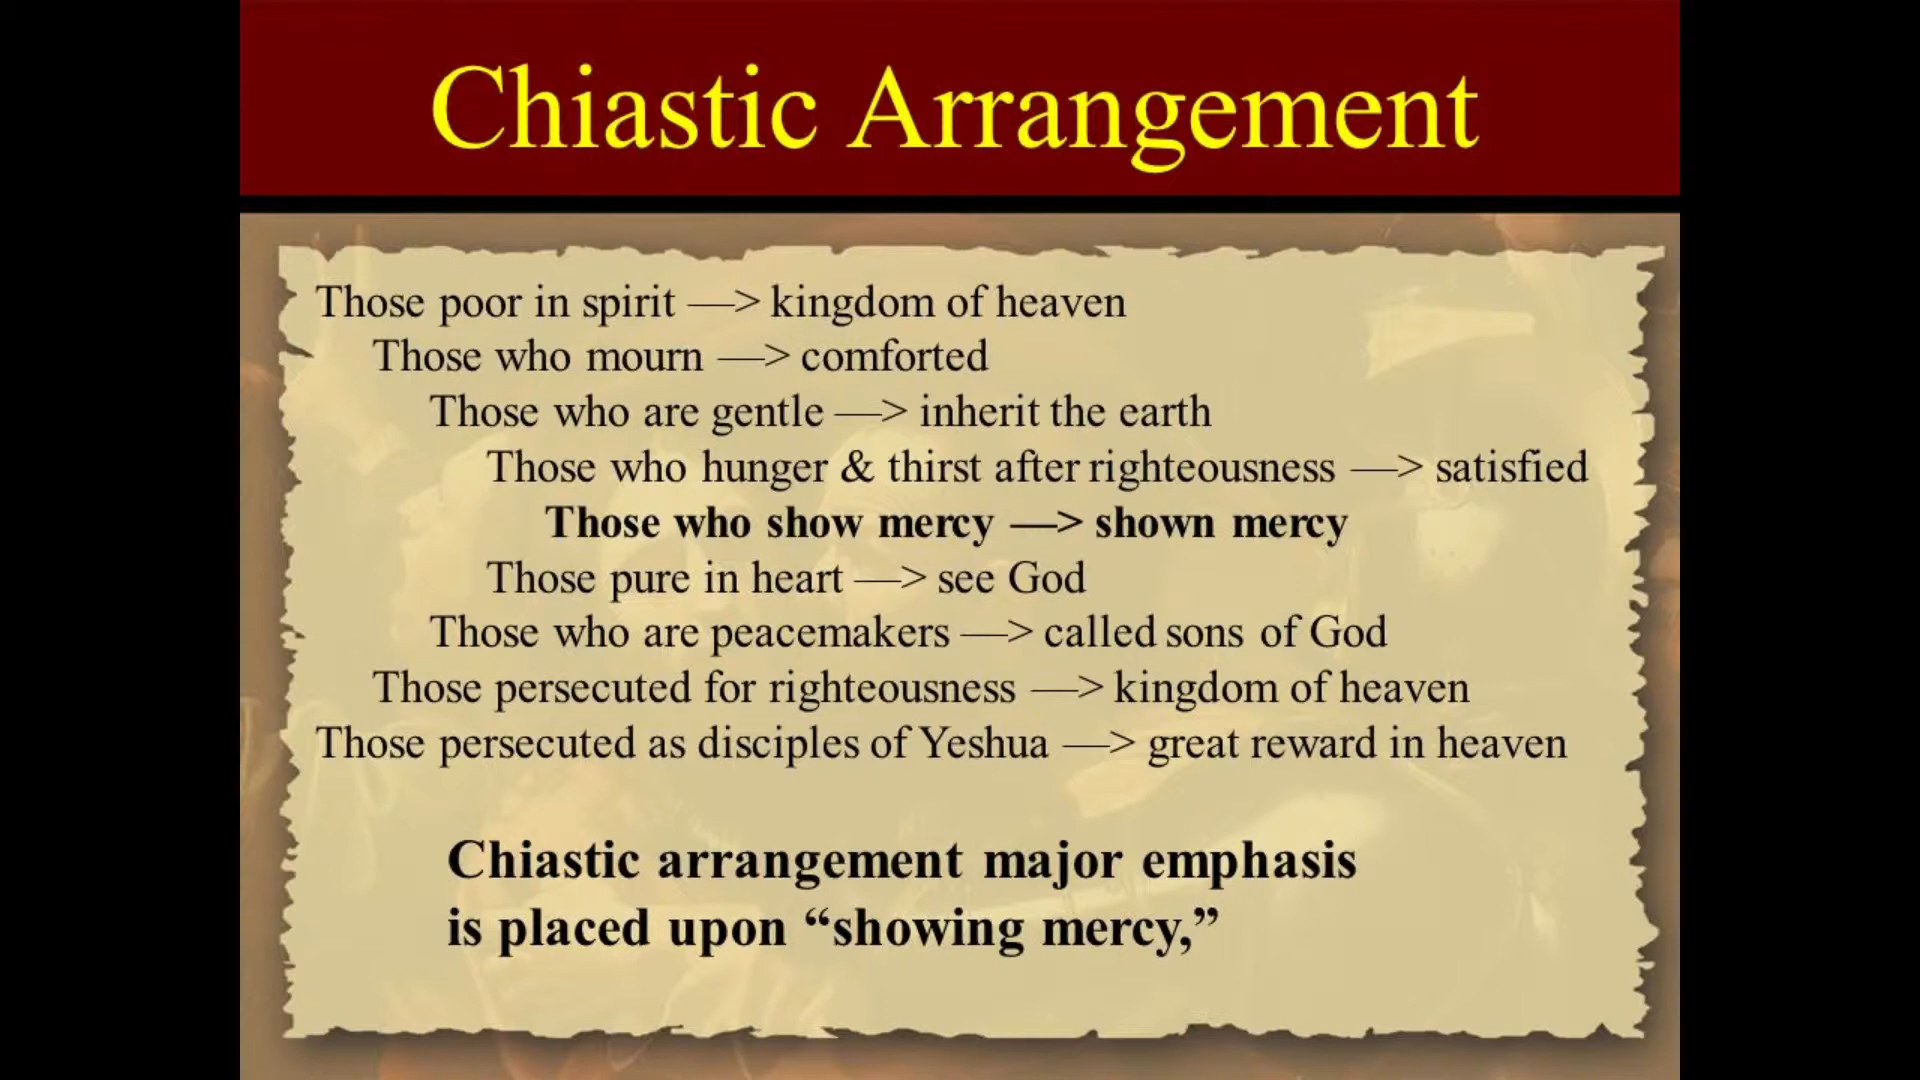 Chiastic Arrangement
Those poor in spirit —> kingdom of heaven
Those who mourn —> comforted
Those who are gentle —> inherit the earth
Those who hunger & thirst after righteousness —> satisfied
Those who show mercy —> shown mercy
Those pure in heart —> see God
Those who are peacemakers —> called sons of God
Those persecuted for righteousness —> kingdom of heaven
Those persecuted as disciples of Yeshua —> great reward in heaven
Chiastic arrangement major emphasis
is placed upon “showing mercy,”